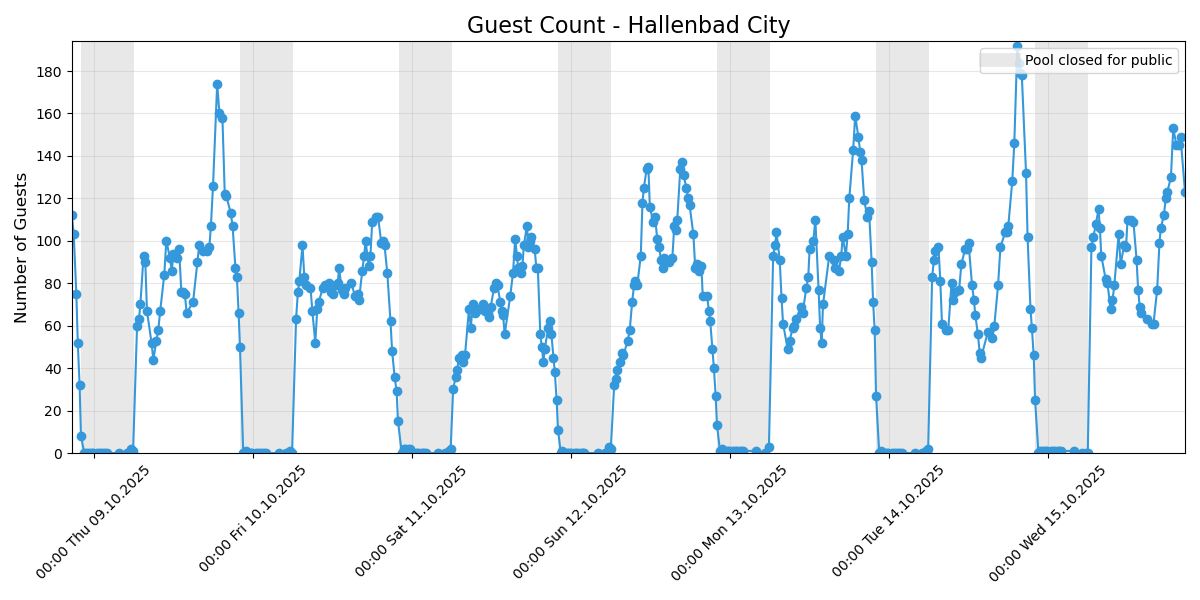 Guest Count - Hallenbad City
Pool closed for public
Number of Guests
180
160
140
120
100
80
60
40
20
0
00:00 Thu 09.10.2025
00:00 Fri 10.10.2025
00:00 Sat 11.10.2025
00:00 Sun 12.10.2025
00:00 Mon 13.10.2025
00:00 Tue 14.10.2025
00:00 Wed 15.10.2025